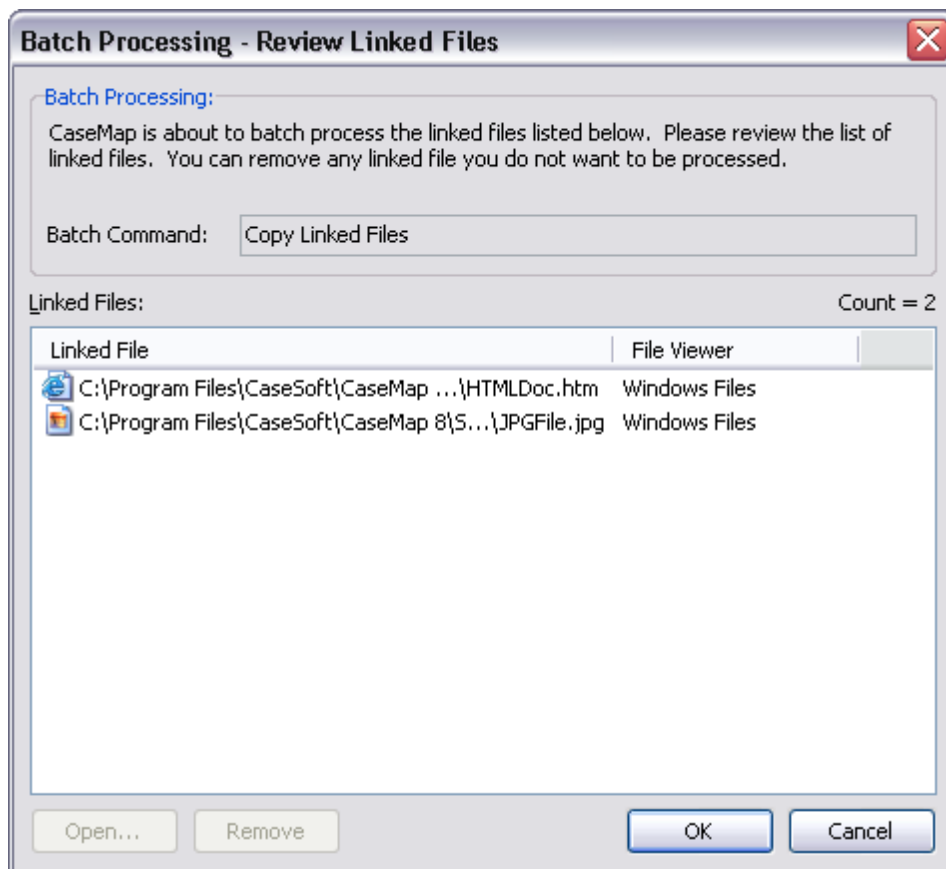 Batch Processing - Review Linked Files
Batch Processing:
CaseMap is about to batch process the linked files listed below.  Please review the list of
linked files.  You can remove any linked file you do not want to be processed.
Batch Command: Copy Linked Files
Linked Files: Count = 2
Linked File File Viewer
C:\Program Files\CaseSoft\CaseMap ...\HTMLDoc.htm Windows Files
C:\Program Files\CaseSoft\CaseMap 8\S...\JPGFile.jpg Windows Files
Open... Remove OK Cancel